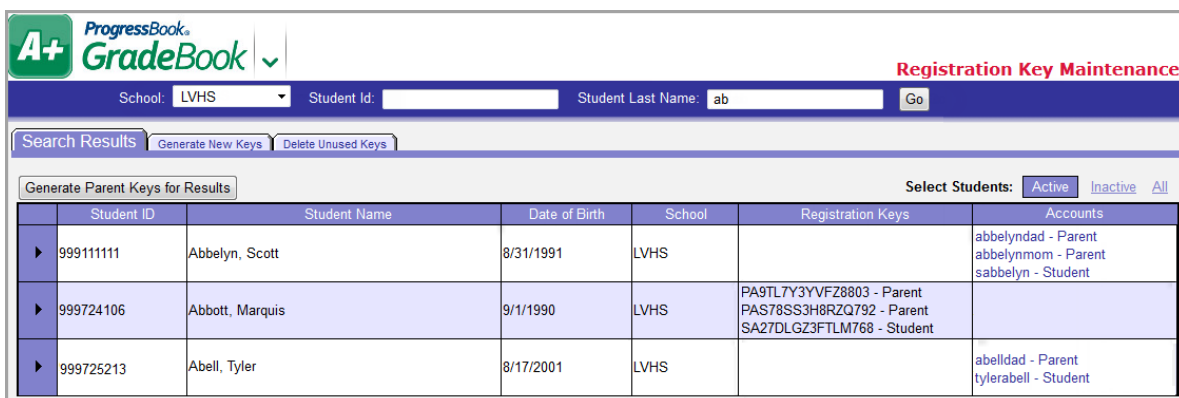 A+ ProgressBook®
GradeBook
Registration Key Maintenance
School: LVHS Student Id: Student Last Name: ab Go
Search Results Generate New Keys Delete Unused Keys
Generate Parent Keys for Results Select Students: Active Inactive All
Student ID Student Name Date of Birth School Registration Keys Accounts
999111111 Abbelyn, Scott 8/31/1991 LVHS abbelyndad - Parent
abbelynmom - Parent
sabbelyn - Student
999724106 Abbott, Marquis 9/1/1990 LVHS PA9TL7Y3YVFZ8803 - Parent
PAS78SS3H8RZQ792 - Parent
SA27DLGZ3FTLM768 - Student
999725213 Abell, Tyler 8/17/2001 LVHS abelldad - Parent
tylerabell - Student